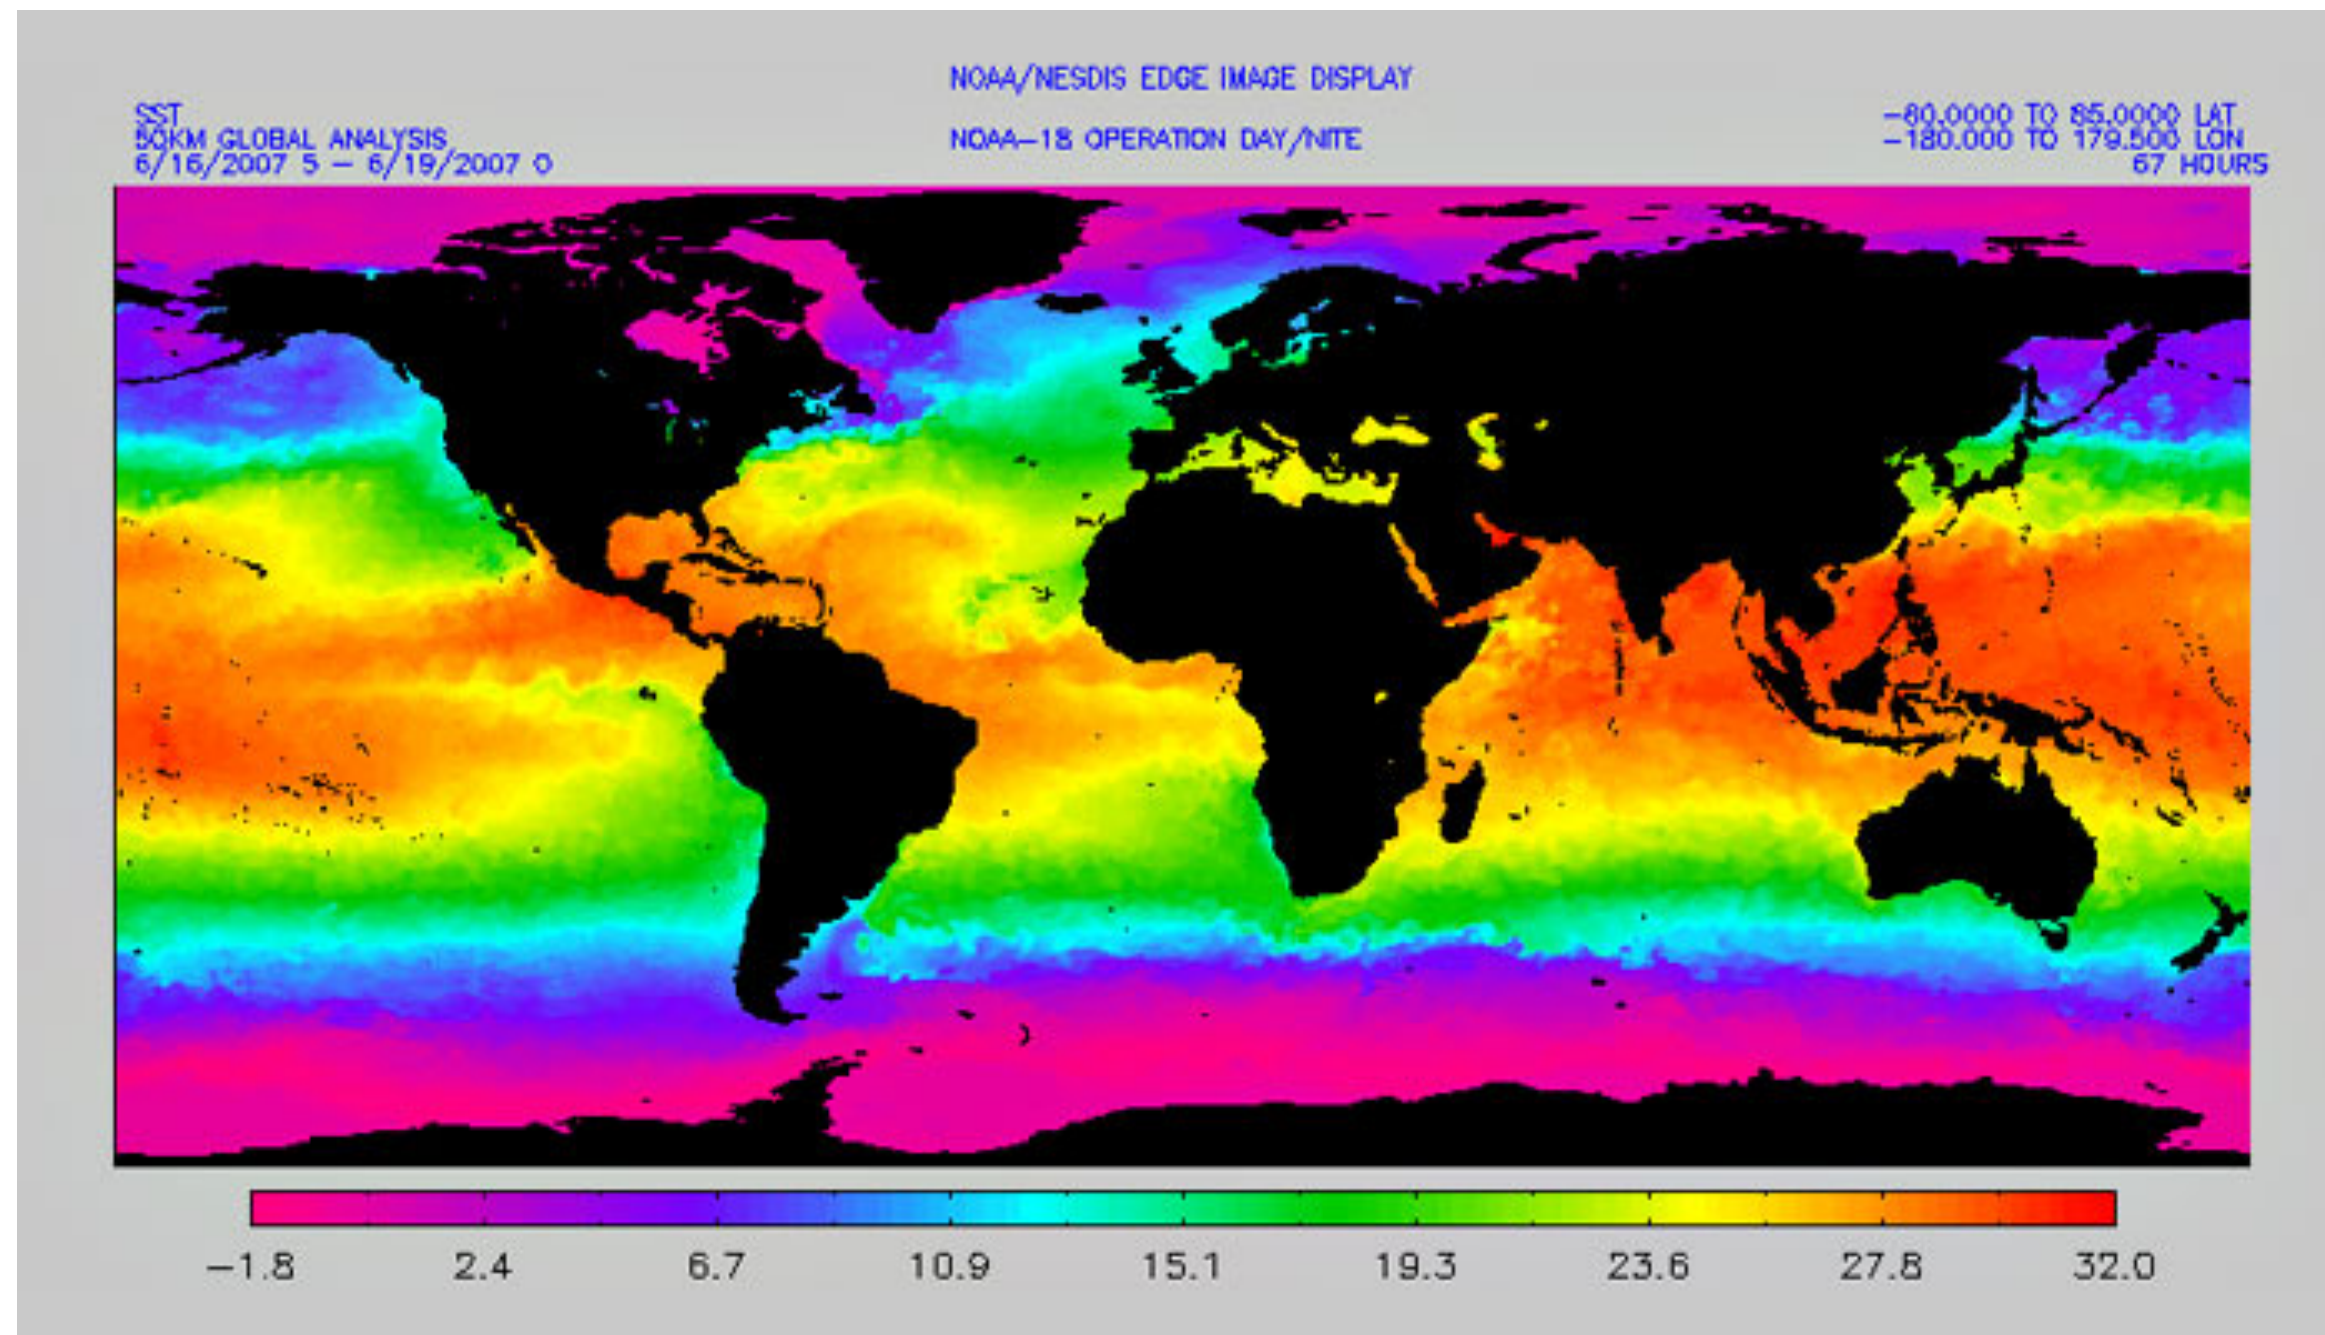 NOAA/NESDIS EDGE IMAGE DISPLAY
SST
50KM GLOBAL ANALYSIS
6/16/2007 5 – 6/19/2007 0
NOAA–18 OPERATION DAY/NITE
–80.0000 TO 85.0000 LAT
–180.000 TO 179.500 LON
67 HOURS
–1.8 2.4 6.7 10.9 15.1 19.3 23.6 27.8 32.0